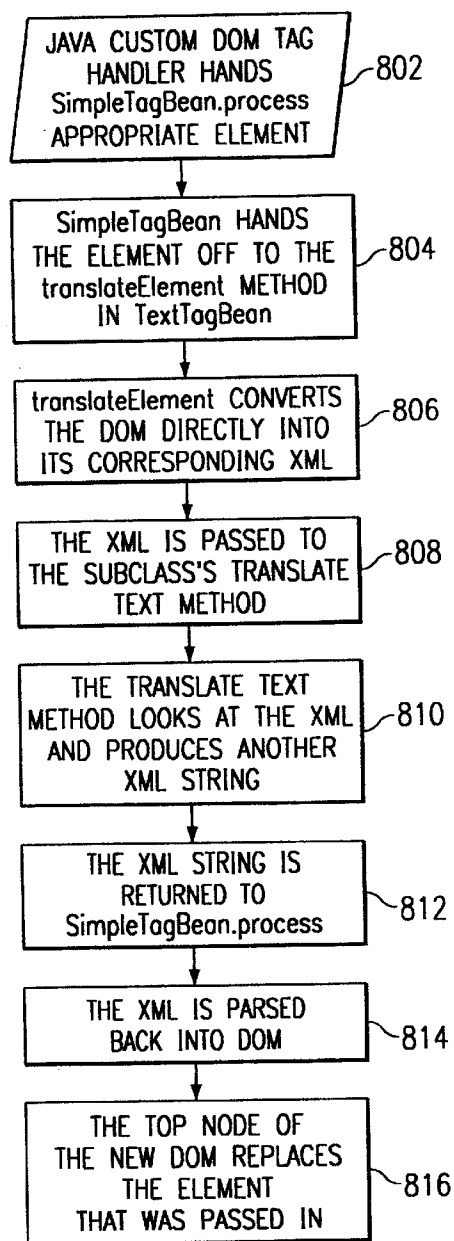 JAVA CUSTOM DOM TAG
HANDLER HANDS
SimpleTagBean.process
APPROPRIATE ELEMENT
802
SimpleTagBean HANDS
THE ELEMENT OFF TO THE
translateElement METHOD
IN TextTagBean
804
translateElement CONVERTS
THE DOM DIRECTLY INTO
ITS CORRESPONDING XML
806
THE XML IS PASSED TO
THE SUBCLASS'S TRANSLATE
TEXT METHOD
808
THE TRANSLATE TEXT
METHOD LOOKS AT THE XML
AND PRODUCES ANOTHER
XML STRING
810
THE XML STRING IS
RETURNED TO
SimpleTagBean.process
812
THE XML IS PARSED
BACK INTO DOM
814
THE TOP NODE OF
THE NEW DOM REPLACES
THE ELEMENT
THAT WAS PASSED IN
816